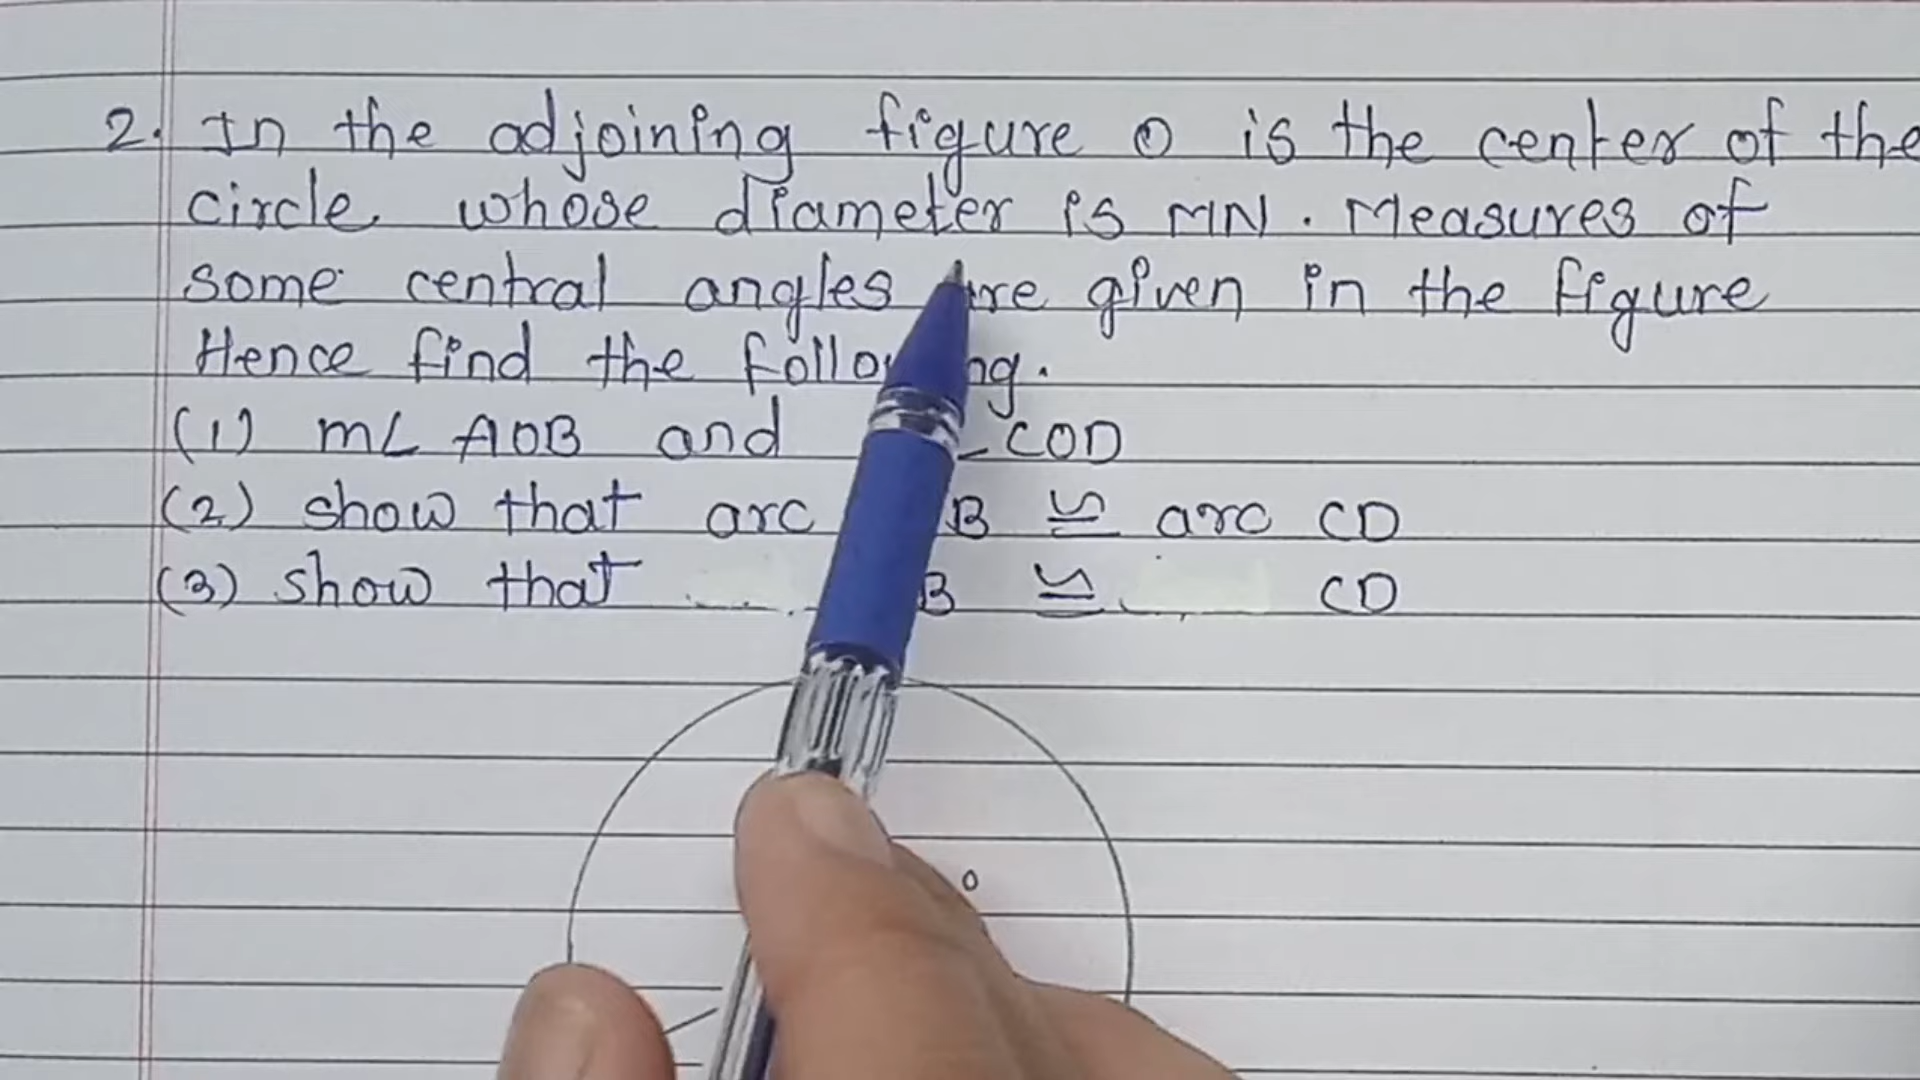 2. In the adjoining figure O is the center of the
circle whose diameter is MN. Measures of
some central angles are given in the figure
Hence find the following.
(1) m∠ AOB and ∠COD
(2) show that arc B ≅ arc CD
(3) show that B ≅ CD
O